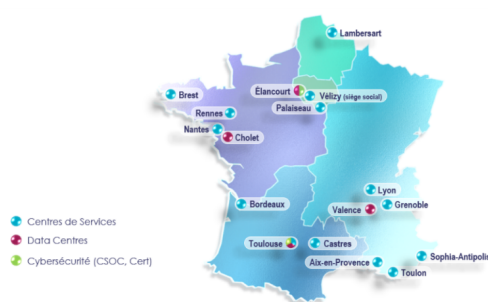 Lambersart
Brest
Élancourt
Vélizy (siège social)
Palaiseau
Rennes
Nantes
Cholet
Lyon
Bordeaux
Valence
Grenoble
Centres de Services
Data Centres
Cybersécurité (CSOC, Cert)
Toulouse
Castres
Aix-en-Provence
Sophia-Antipolis
Toulon